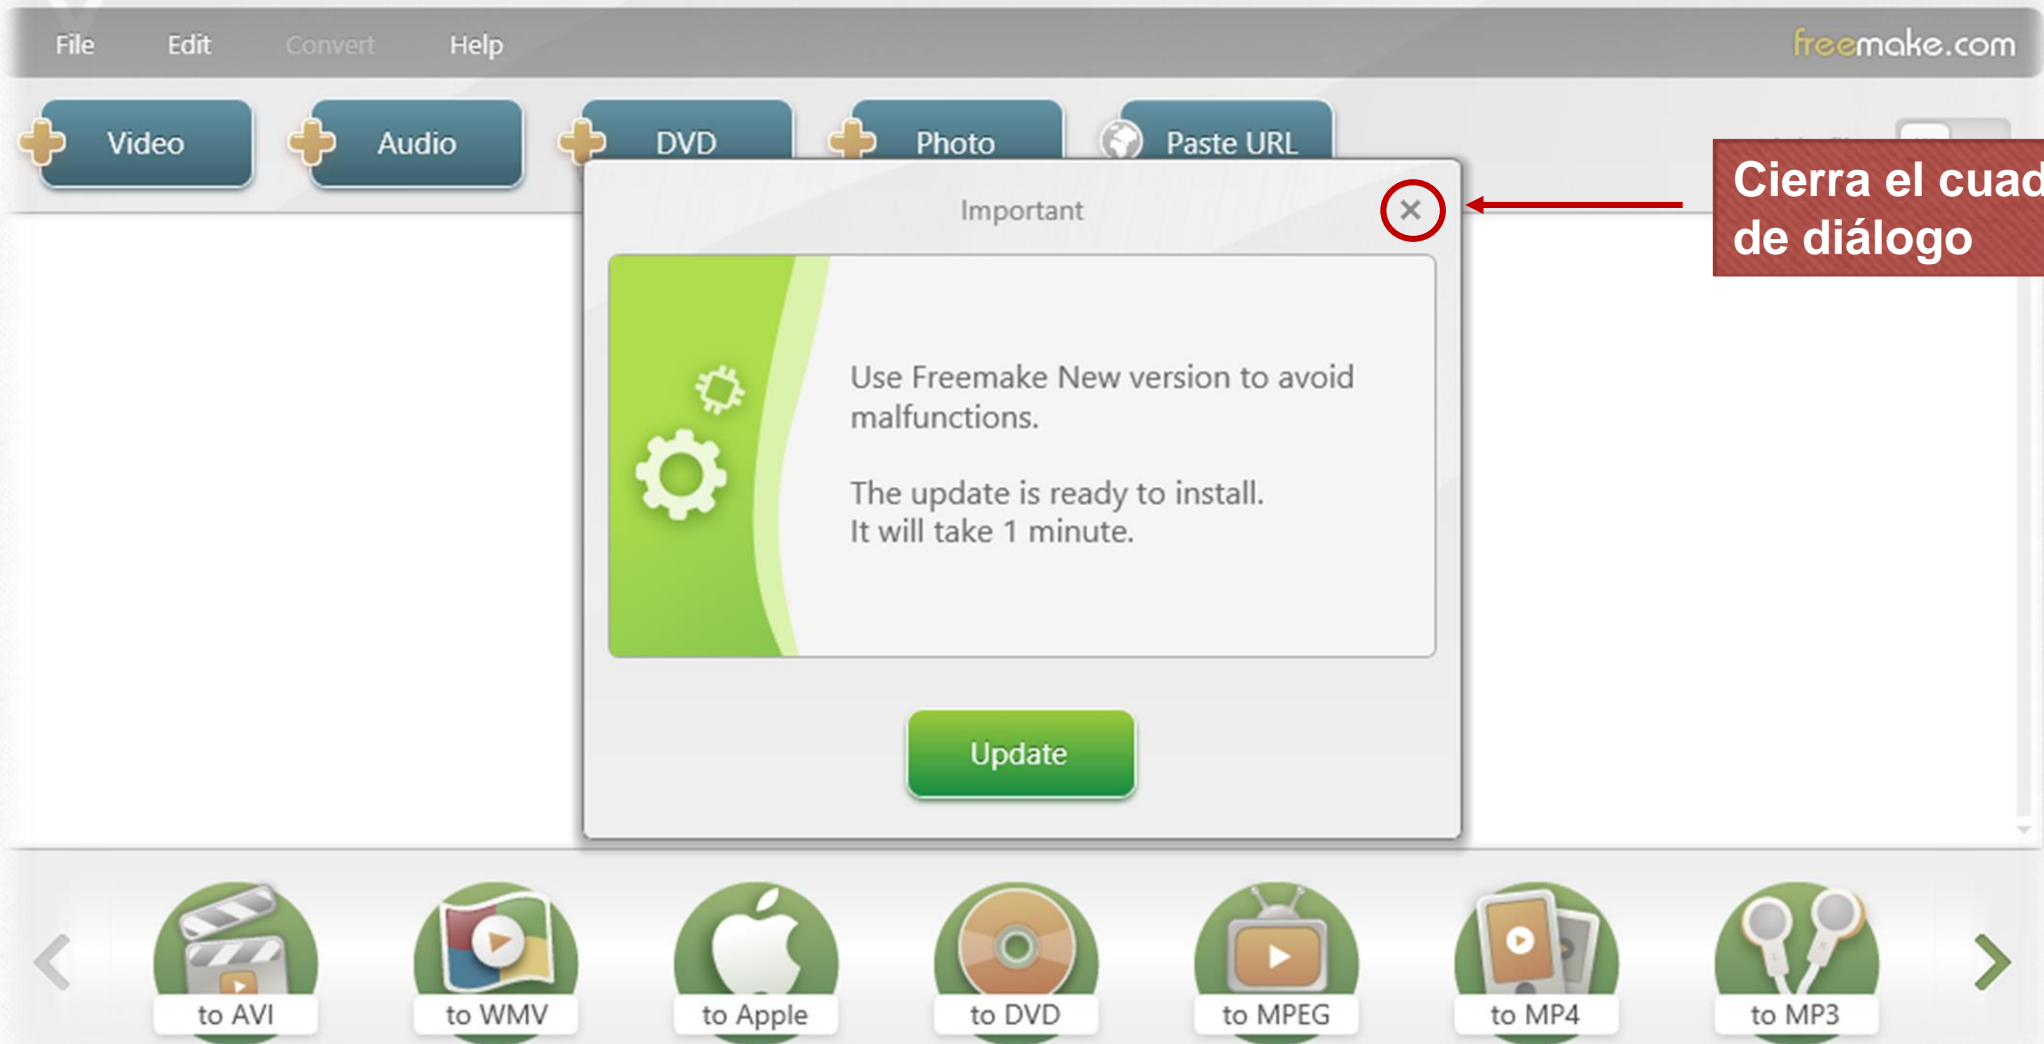 File Edit Convert Help freemake.com
Video Audio DVD Photo Paste URL
Cierra el cuad
de diálogo
Important
Use Freemake New version to avoid
malfunctions.
The update is ready to install.
It will take 1 minute.
Update
to AVI to WMV to Apple to DVD to MPEG to MP4 to MP3